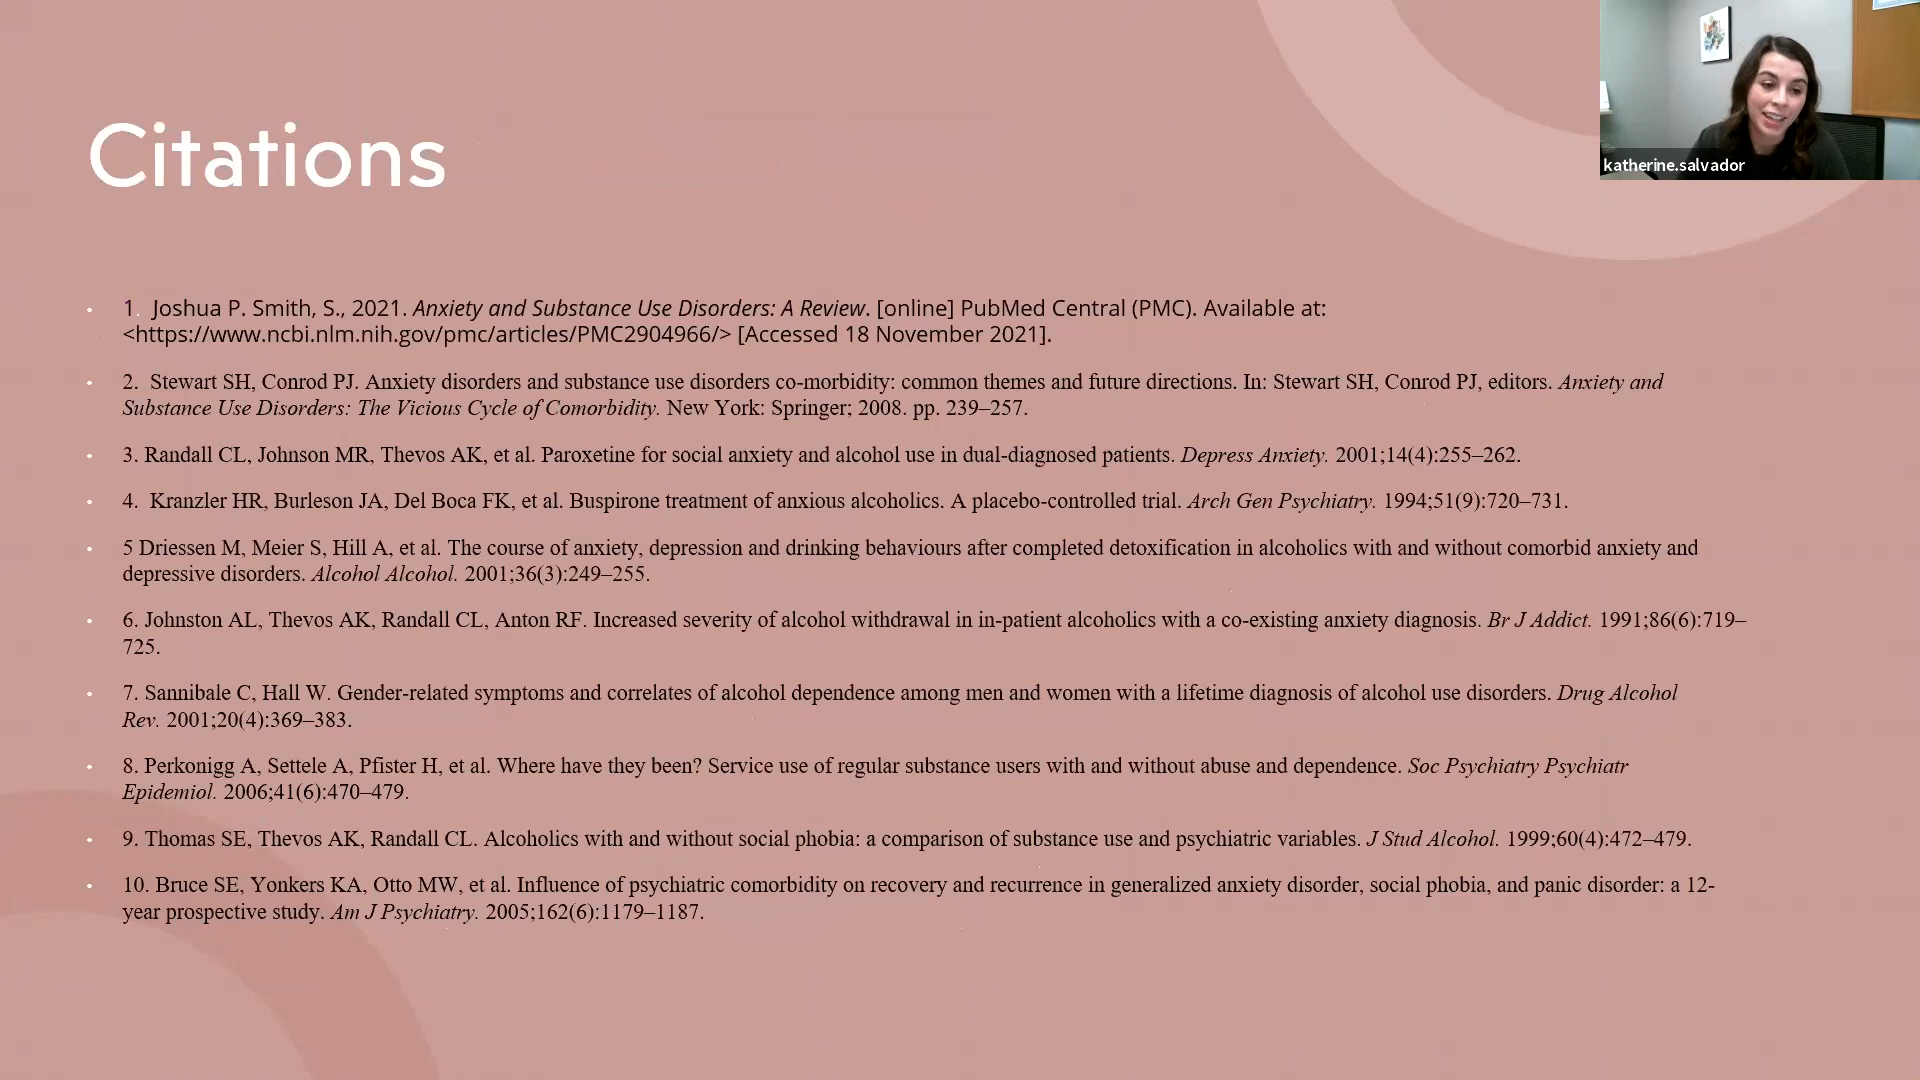 Citations
katherine.salvador
1. Joshua P. Smith, S., 2021. Anxiety and Substance Use Disorders: A Review. [online] PubMed Central (PMC). Available at:
<https://www.ncbi.nlm.nih.gov/pmc/articles/PMC2904966/> [Accessed 18 November 2021].
2. Stewart SH, Conrod PJ. Anxiety disorders and substance use disorders co-morbidity: common themes and future directions. In: Stewart SH, Conrod PJ, editors. Anxiety and
Substance Use Disorders: The Vicious Cycle of Comorbidity. New York: Springer; 2008. pp. 239–257.
3. Randall CL, Johnson MR, Thevos AK, et al. Paroxetine for social anxiety and alcohol use in dual-diagnosed patients. Depress Anxiety. 2001;14(4):255–262.
4. Kranzler HR, Burleson JA, Del Boca FK, et al. Buspirone treatment of anxious alcoholics. A placebo-controlled trial. Arch Gen Psychiatry. 1994;51(9):720–731.
5 Driessen M, Meier S, Hill A, et al. The course of anxiety, depression and drinking behaviours after completed detoxification in alcoholics with and without comorbid anxiety and
depressive disorders. Alcohol Alcohol. 2001;36(3):249–255.
6. Johnston AL, Thevos AK, Randall CL, Anton RF. Increased severity of alcohol withdrawal in in-patient alcoholics with a co-existing anxiety diagnosis. Br J Addict. 1991;86(6):719–
725.
7. Sannibale C, Hall W. Gender-related symptoms and correlates of alcohol dependence among men and women with a lifetime diagnosis of alcohol use disorders. Drug Alcohol
Rev. 2001;20(4):369–383.
8. Perkonigg A, Settele A, Pfister H, et al. Where have they been? Service use of regular substance users with and without abuse and dependence. Soc Psychiatry Psychiatr
Epidemiol. 2006;41(6):470–479.
9. Thomas SE, Thevos AK, Randall CL. Alcoholics with and without social phobia: a comparison of substance use and psychiatric variables. J Stud Alcohol. 1999;60(4):472–479.
10. Bruce SE, Yonkers KA, Otto MW, et al. Influence of psychiatric comorbidity on recovery and recurrence in generalized anxiety disorder, social phobia, and panic disorder: a 12-
year prospective study. Am J Psychiatry. 2005;162(6):1179–1187.